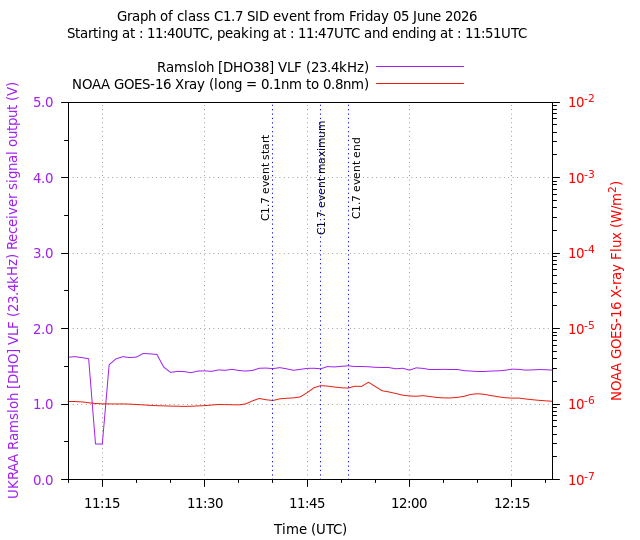 Graph of class C1.7 SID event from Friday 05 June 2026
Starting at : 11:40UTC, peaking at : 11:47UTC and ending at : 11:51UTC
Ramsloh [DHO38] VLF (23.4kHz)
NOAA GOES-16 Xray (long = 0.1nm to 0.8nm)
UKRAA Ramsloh [DHO] VLF (23.4kHz) Receiver signal output (V)
5.0
4.0
3.0
2.0
1.0
0.0
C1.7 event start
C1.7 event maximum
C1.7 event end
10^-2
10^-3
10^-4
10^-5
10^-6
10^-7
NOAA GOES-16 X-ray Flux (W/m²)
11:15 11:30 11:45 12:00 12:15
Time (UTC)